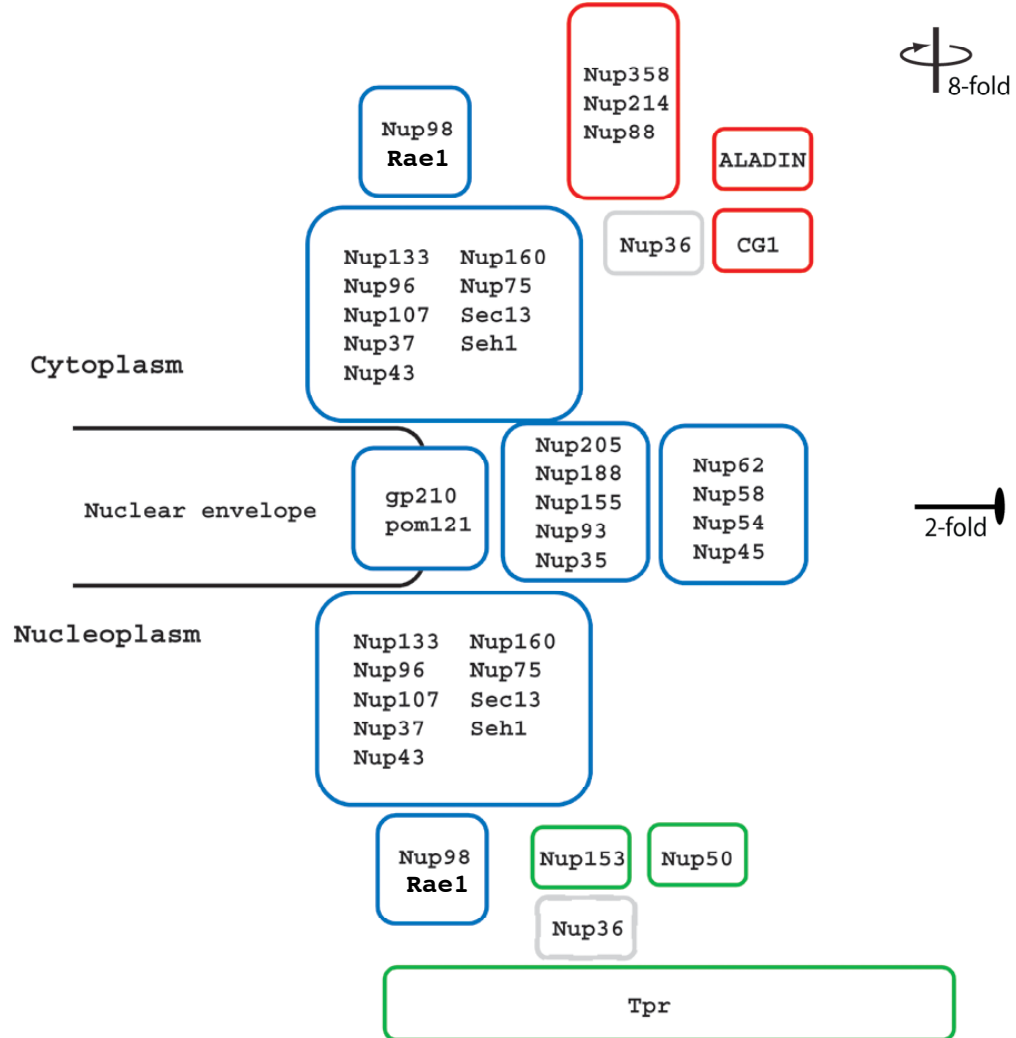 Nup358
Nup214
Nup88
8-fold
Nup98
Rae1
ALADIN
Nup36
CG1
Nup133 Nup160
Nup96 Nup75
Nup107 Sec13
Nup37 Seh1
Nup43
Cytoplasm
Nuclear envelope
gp210
pom121
Nup205
Nup188
Nup155
Nup93
Nup35
Nup62
Nup58
Nup54
Nup45
2-fold
Nucleoplasm
Nup133 Nup160
Nup96 Nup75
Nup107 Sec13
Nup37 Seh1
Nup43
Nup98
Rae1
Nup153
Nup50
Nup36
Tpr